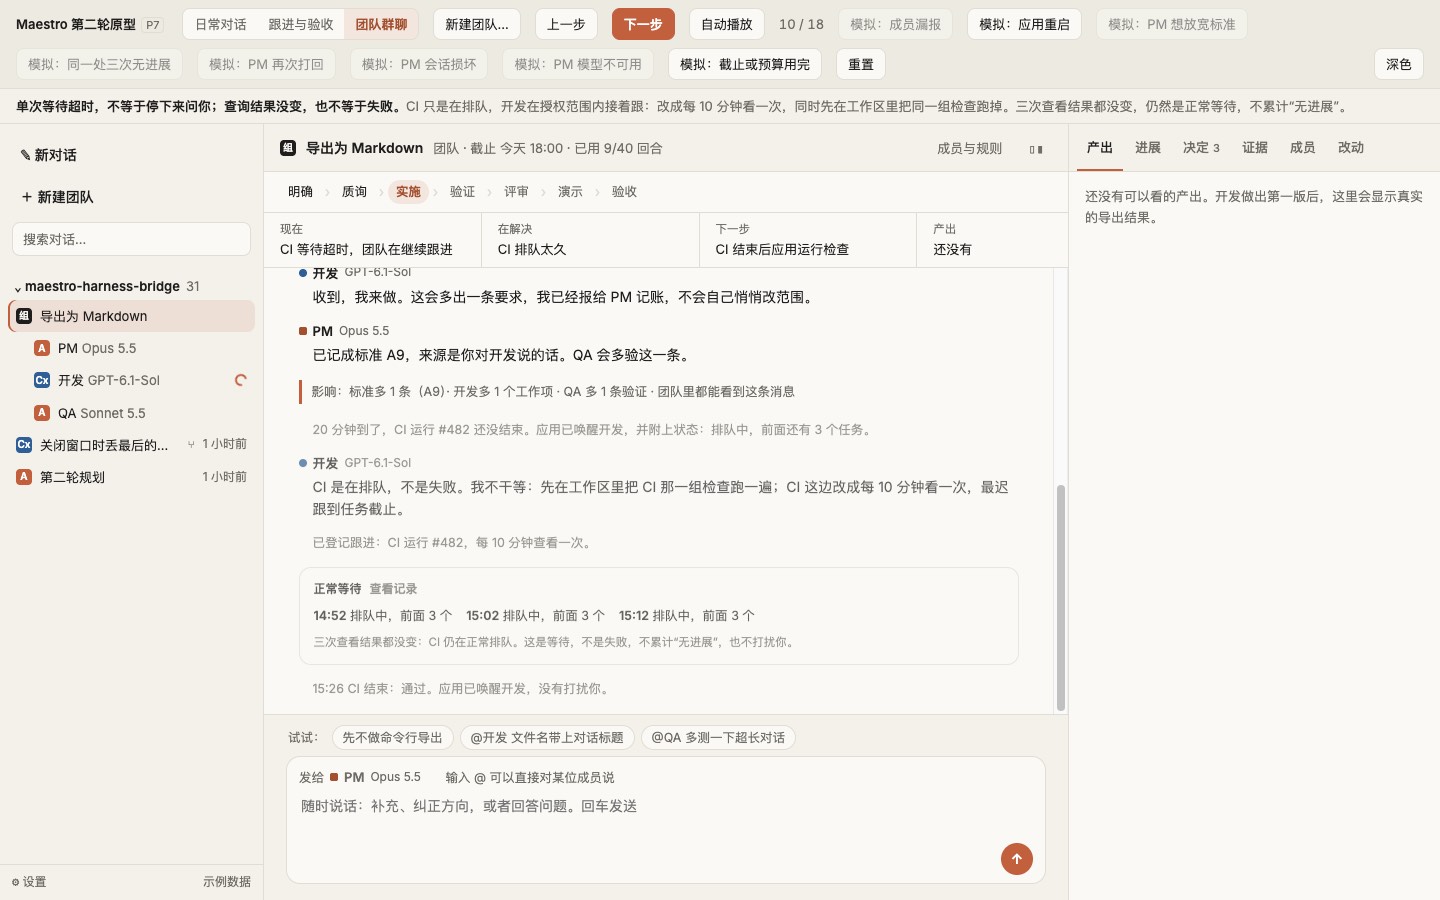 Maestro 第二轮原型 P7 日常对话 跟进与验收 团队群聊 新建团队... 上一步 下一步 自动播放 10 / 18 模拟：成员漏报 模拟：应用重启 模拟：PM 想放宽标准
模拟：同一处三次无进展 模拟：PM 再次打回 模拟：PM 会话损坏 模拟：PM 模型不可用 模拟：截止或预算用完 重置 深色
单次等待超时，不等于停下来问你；查询结果没变，也不等于失败。CI 只是在排队，开发在授权范围内接着跟：改成每 10 分钟看一次，同时先在工作区里把同一组检查跑掉。三次查看结果都没变，仍然是正常等待，不累计“无进展”。
✎ 新对话
+ 新建团队
搜索对话...
maestro-harness-bridge 31
组 导出为 Markdown
A PM Opus 5.5
Cx 开发 GPT-6.1-Sol
A QA Sonnet 5.5
Cx 关闭窗口时丢最后的... 1 小时前
A 第二轮规划 1 小时前
设置 示例数据
组 导出为 Markdown 团队 · 截止 今天 18:00 · 已用 9/40 回合 成员与规则
明确 › 质询 › 实施 › 验证 › 评审 › 演示 › 验收
现在
CI 等待超时，团队在继续跟进
在解决
CI 排队太久
下一步
CI 结束后应用运行检查
产出
还没有
开发 GPT-6.1-Sol
收到，我来做。这会多出一条要求，我已经报给 PM 记账，不会自己悄悄改范围。
PM Opus 5.5
已记成标准 A9，来源是你对开发说的话。QA 会多验这一条。
影响：标准多 1 条（A9）· 开发多 1 个工作项 · QA 多 1 条验证 · 团队里都能看到这条消息
20 分钟到了，CI 运行 #482 还没结束。应用已唤醒开发，并附上状态：排队中，前面还有 3 个任务。
开发 GPT-6.1-Sol
CI 是在排队，不是失败。我不干等：先在工作区里把 CI 那一组检查跑一遍；CI 这边改成每 10 分钟看一次，最迟
跟到任务截止。
已登记跟进：CI 运行 #482，每 10 分钟查看一次。
正常等待 查看记录
14:52 排队中，前面 3 个 15:02 排队中，前面 3 个 15:12 排队中，前面 3 个
三次查看结果都没变：CI 仍在正常排队。这是等待，不是失败，不累计“无进展”，也不打扰你。
15:26 CI 结束：通过。应用已唤醒开发，没有打扰你。
试试： 先不做命令行导出 @开发 文件名带上对话标题 @QA 多测一下超长对话
发给 PM Opus 5.5 输入 @ 可以直接对某位成员说
随时说话：补充、纠正方向，或者回答问题。回车发送
产出 进展 决定 3 证据 成员 改动
还没有可以看的产出。开发做出第一版后，这里会显示真实
的导出结果。